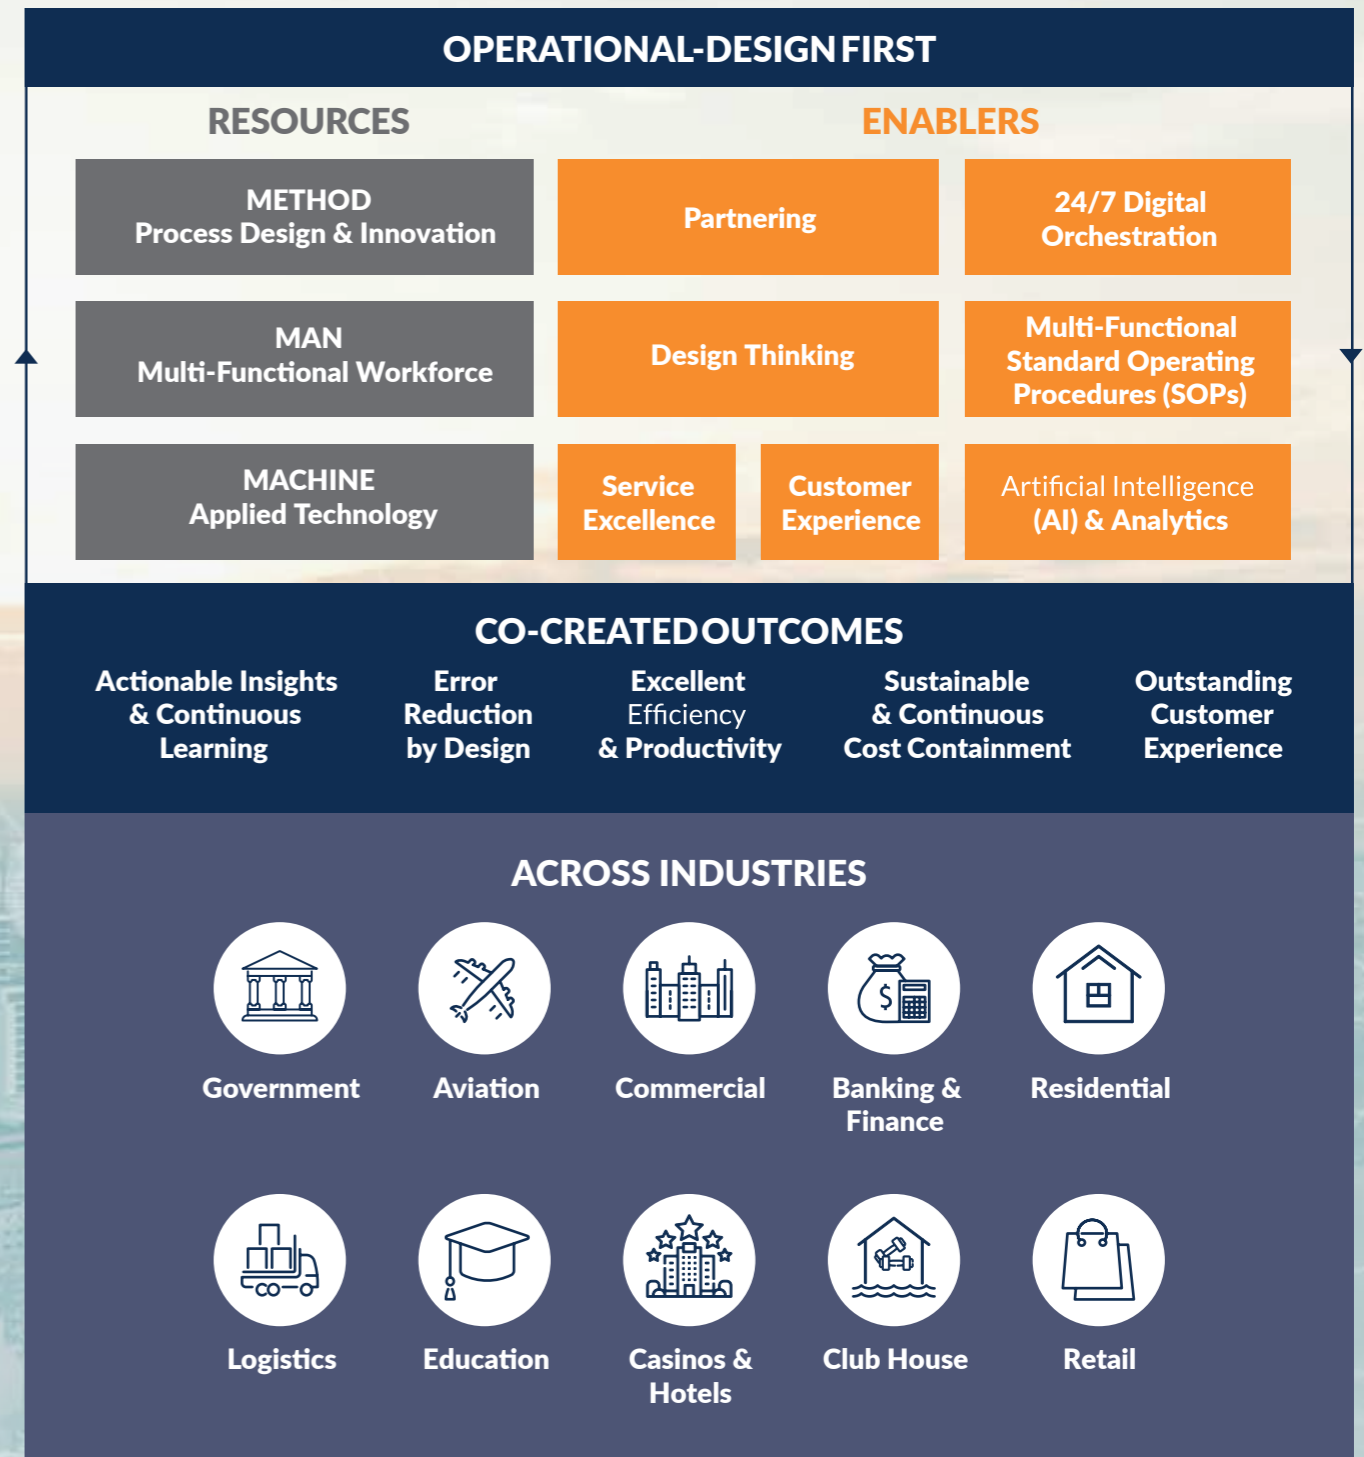 OPERATIONAL-DESIGN FIRST
RESOURCES
ENABLERS
METHOD
Process Design & Innovation
Partnering
24/7 Digital
Orchestration
MAN
Multi-Functional Workforce
Design Thinking
Multi-Functional
Standard Operating
Procedures (SOPs)
MACHINE
Applied Technology
Service
Excellence
Customer
Experience
Artificial Intelligence
(AI) & Analytics
CO-CREATED OUTCOMES
Actionable Insights
& Continuous
Learning
Error
Reduction
by Design
Excellent
Efficiency
& Productivity
Sustainable
& Continuous
Cost Containment
Outstanding
Customer
Experience
ACROSS INDUSTRIES
$
Government
Aviation
Commercial
Banking &
Finance
Residential
Logistics
Education
Casinos &
Hotels
Club House
Retail